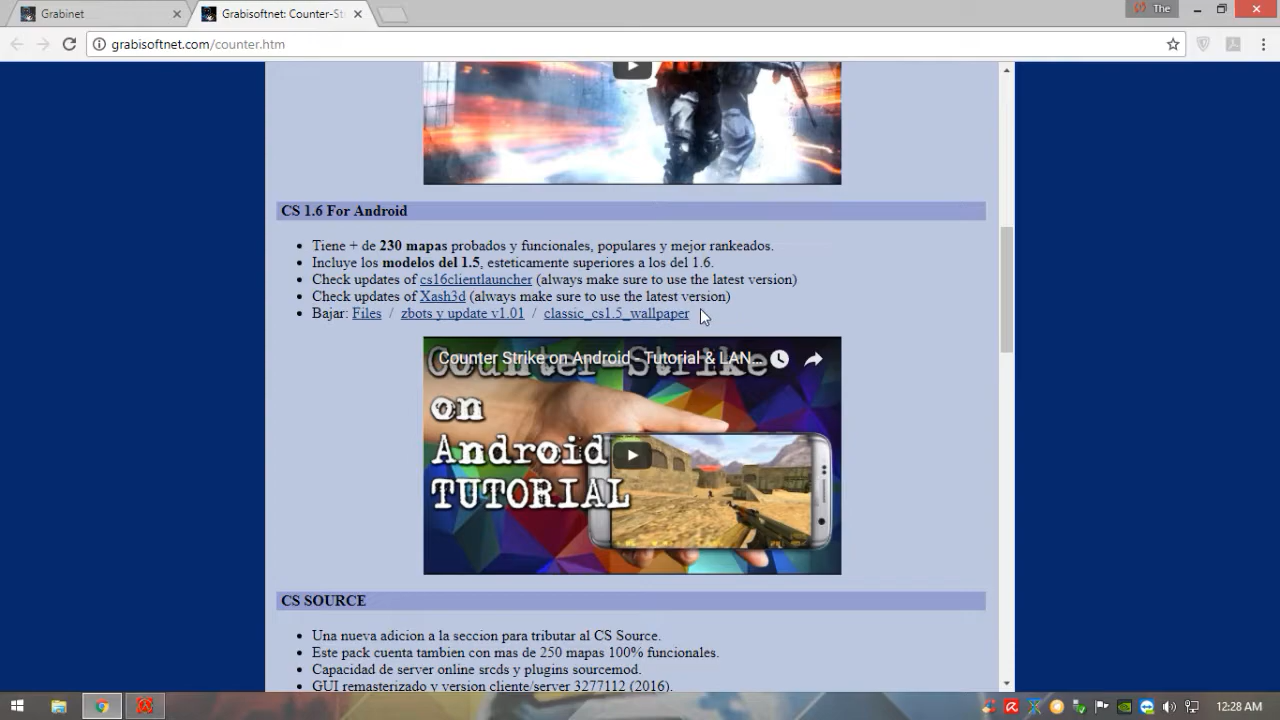 Grabinet
Grabisoftnet: Counter-St
The
grabisoftnet.com/counter.htm
CS 1.6 For Android
Tiene + de 230 mapas probados y funcionales, populares y mejor rankeados.
Incluye los modelos del 1.5, esteticamente superiores a los del 1.6.
Check updates of cs16clientlauncher (always make sure to use the latest version)
Check updates of Xash3d (always make sure to use the latest version)
Bajar: Files / zbots y update v1.01 / classic_cs1.5_wallpaper
Counter Strike on Android - Tutorial & LAN...
Counter-Strike
on
Android
TUTORIAL
CS SOURCE
Una nueva adicion a la seccion para tributar al CS Source.
Este pack cuenta tambien con mas de 250 mapas 100% funcionales.
Capacidad de server online srcds y plugins sourcemod.
GUI remasterizado y version cliente/server 3277112 (2016).
12:28 AM